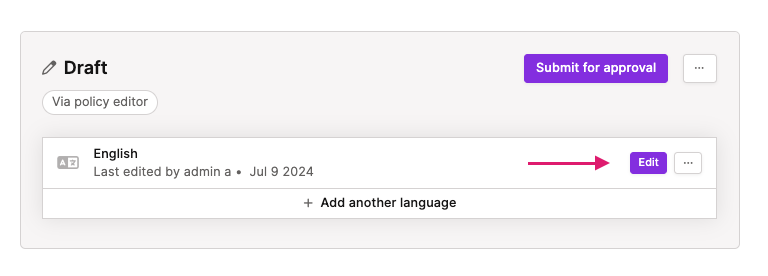 Draft
Submit for approval
...
Via policy editor
English
Last edited by admin a • Jul 9 2024
Edit
...
+ Add another language